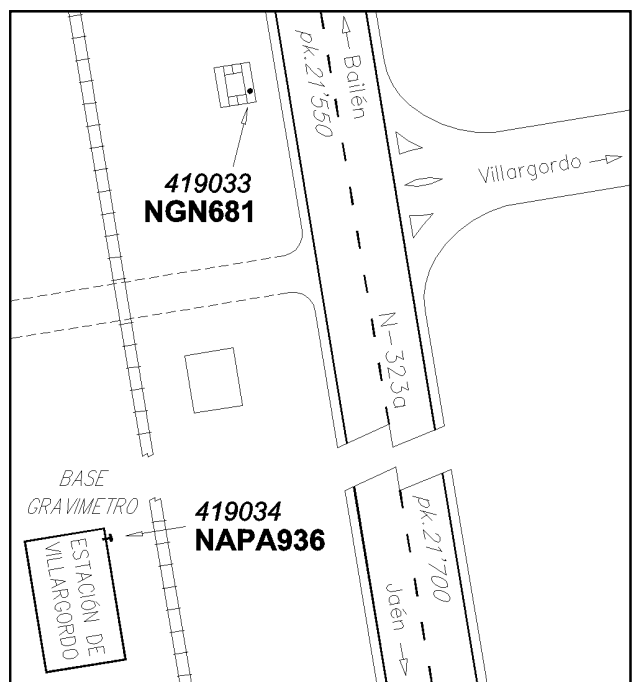 pk.21'550
Bailén
419033
NGN681
Villargordo
N-323a
BASE
GRAVIMETRO
419034
NAPA936
ESTACIÓN DE
VILLARGORDO
pk.21'700
Jaén